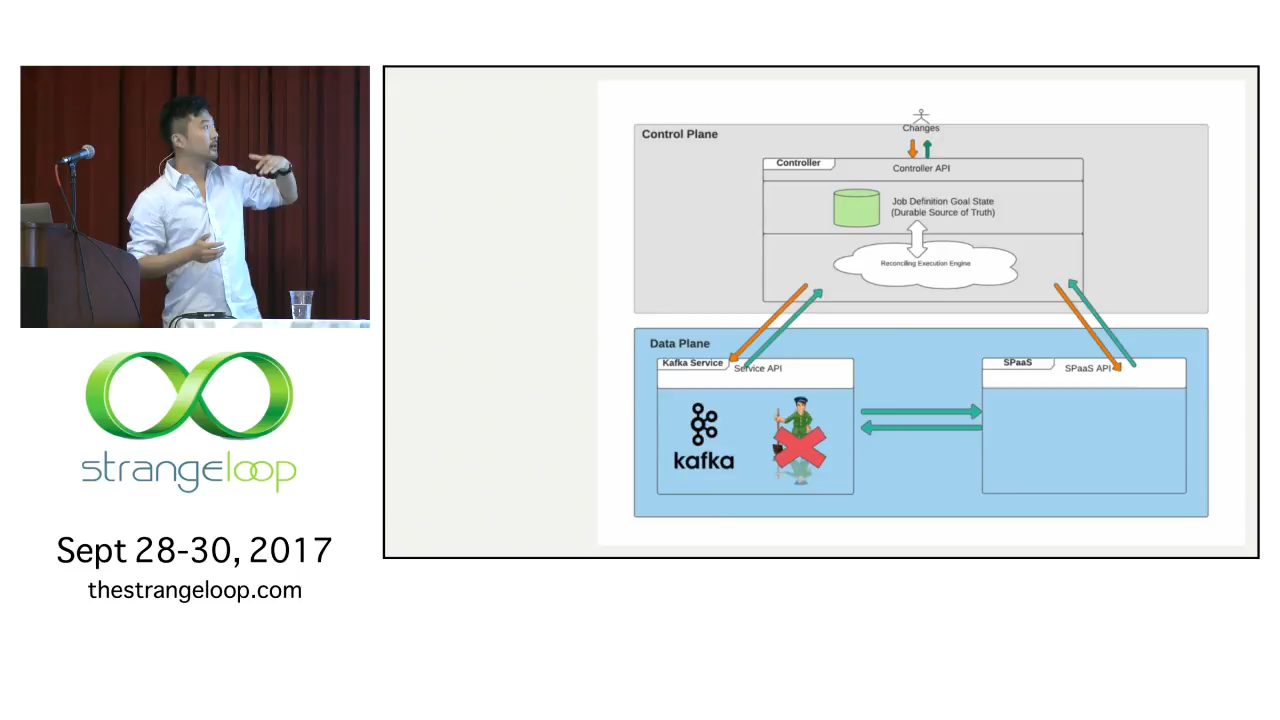 Changes
Control Plane
Controller
Controller API
Job Definition Goal State
(Durable Source of Truth)
Reconciling Execution Engine
Data Plane
Kafka Service
Service API
SPaaS
SPaaS API
kafka
strangeloop
Sept 28-30, 2017
thestrangeloop.com